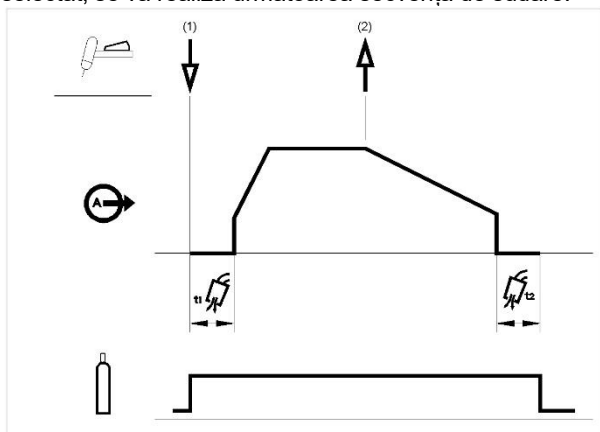 selectat, se va realiza următoarea secvență de sudare:
(1) (2)
A
t1 t2